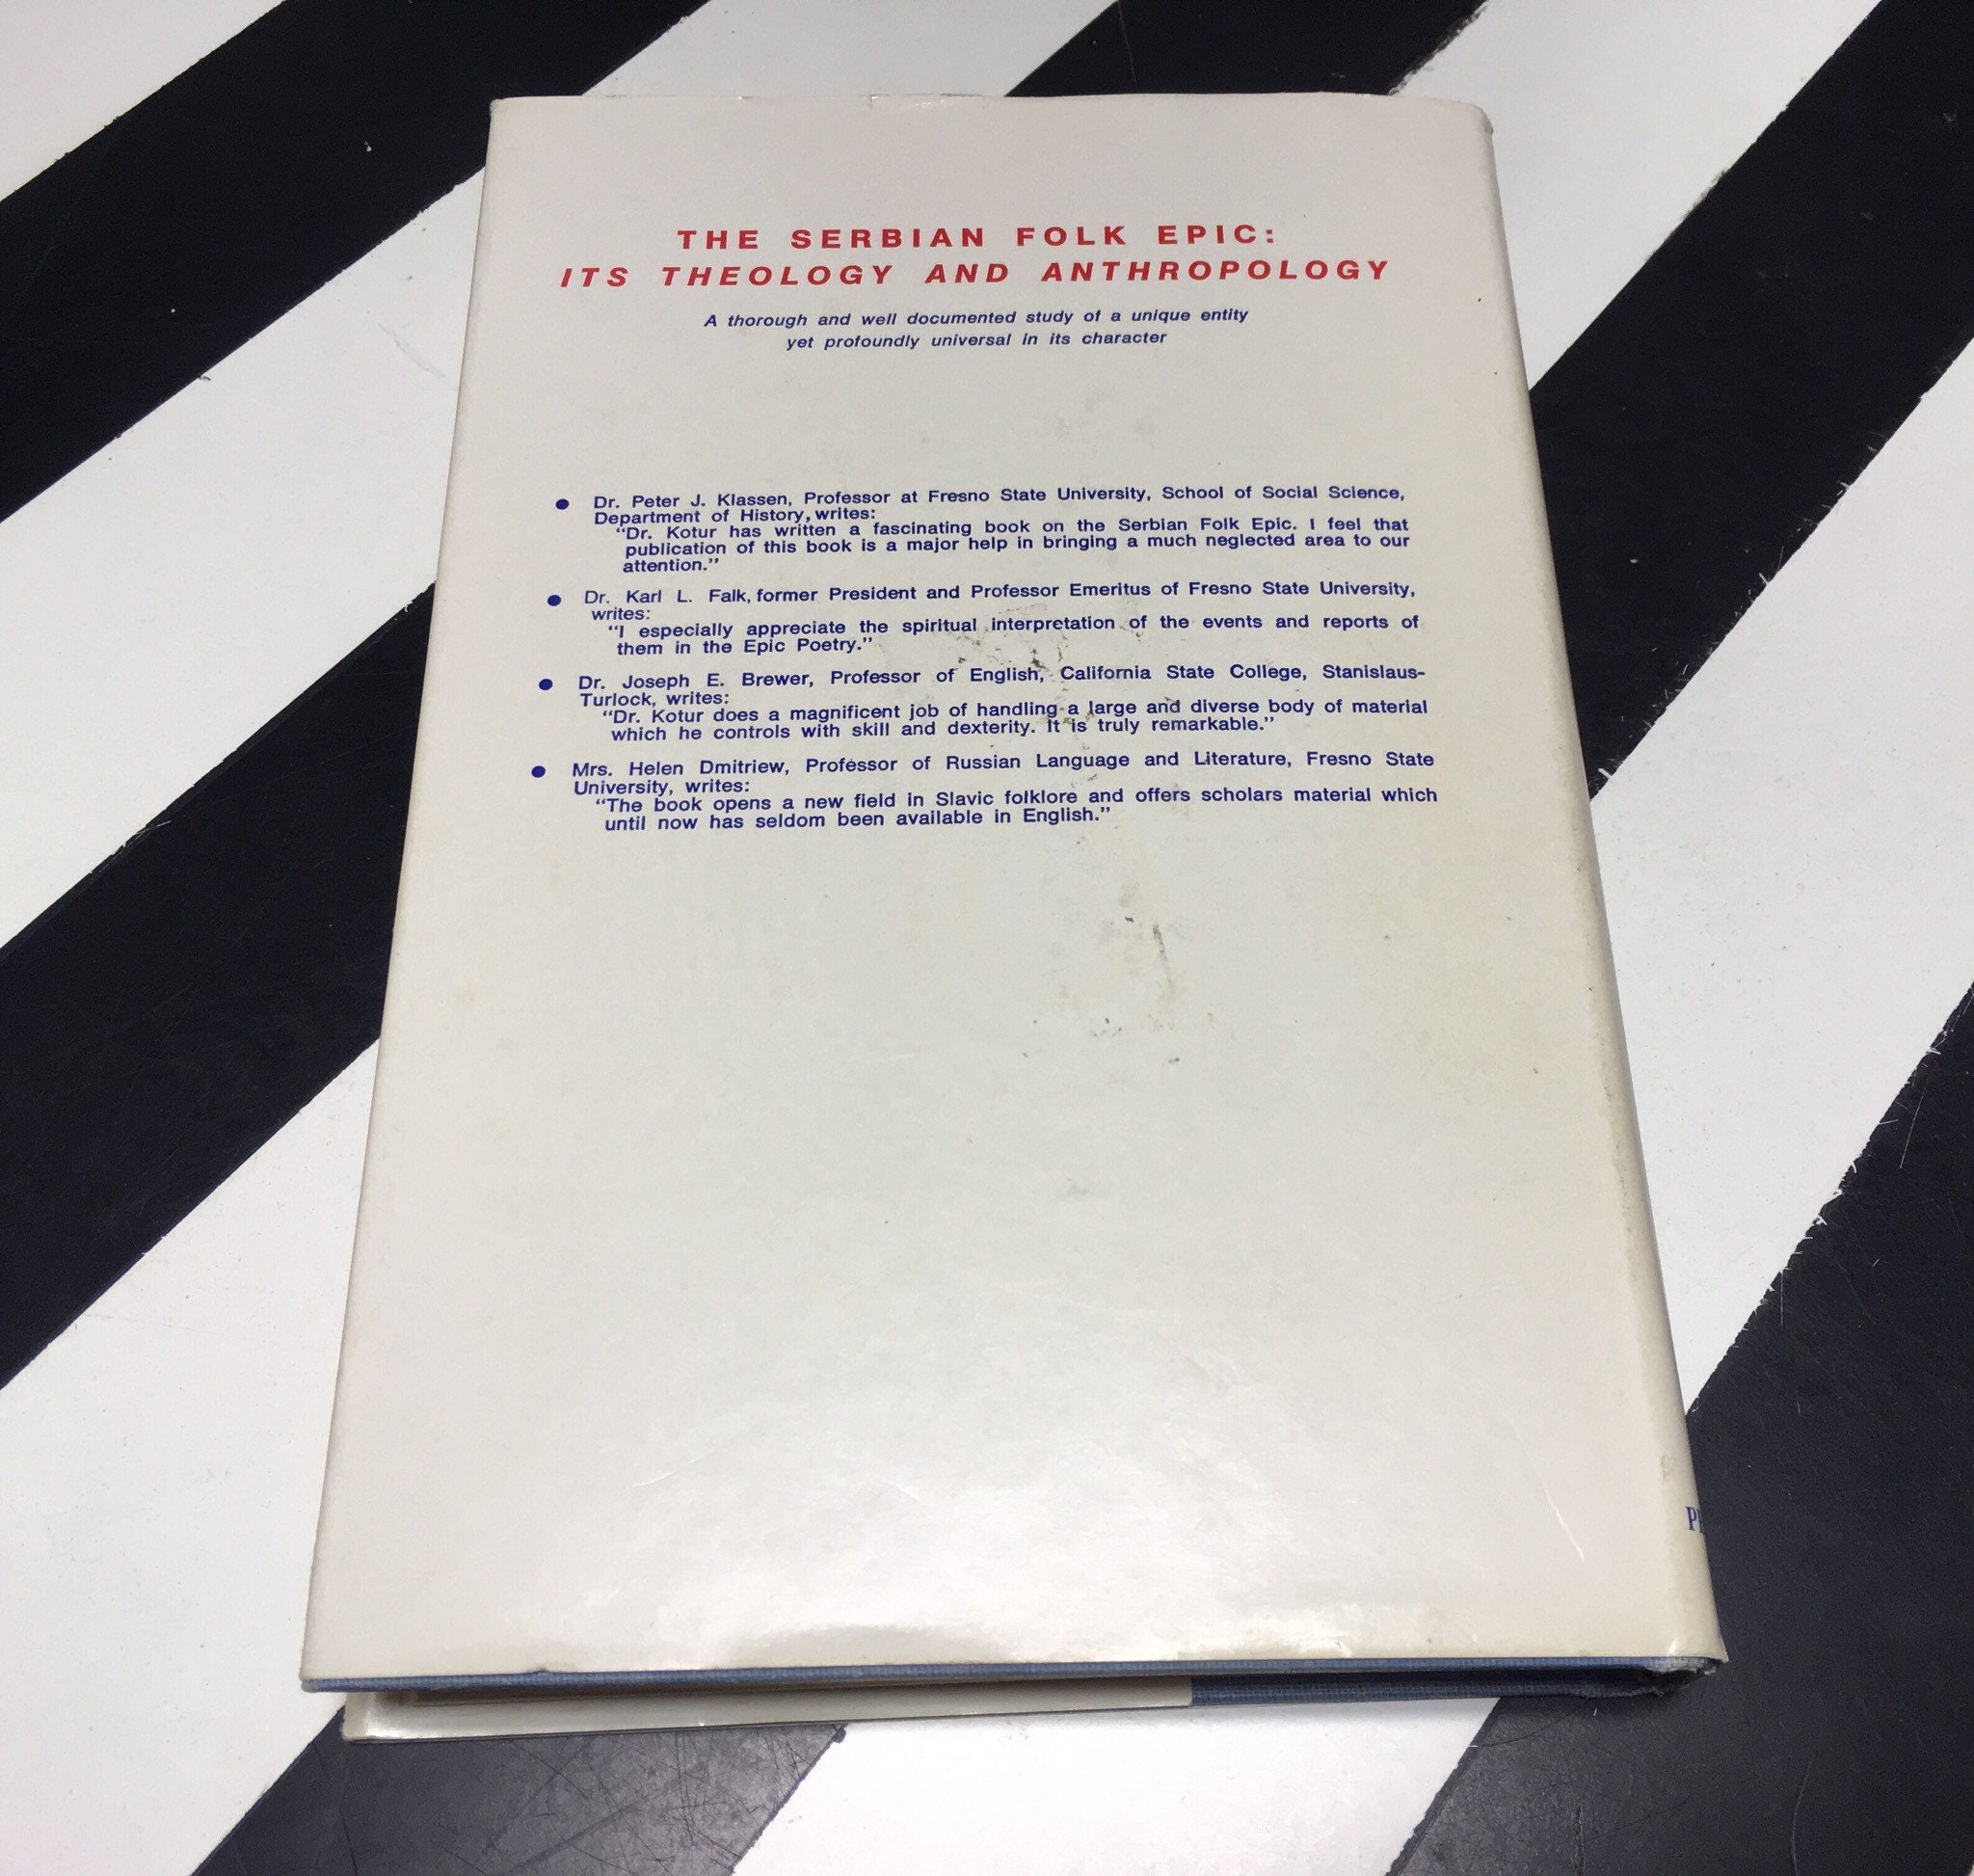 THE SERBIAN FOLK EPIC:
ITS THEOLOGY AND ANTHROPOLOGY
A thorough and well documented study of a unique entity
yet profoundly universal in its character
● Dr. Peter J. Klassen, Professor at Fresno State University, School of Social Science,
Department of History, writes:
“Dr. Kotur has written a fascinating book on the Serbian Folk Epic. I feel that
publication of this book is a major help in bringing a much neglected area to our
attention.”
● Dr. Karl L. Falk, former President and Professor Emeritus of Fresno State University,
writes:
“I especially appreciate the spiritual interpretation of the events and reports of
them in the Epic Poetry.”
● Dr. Joseph E. Brewer, Professor of English, California State College, Stanislaus-
Turlock, writes:
“Dr. Kotur does a magnificent job of handling a large and diverse body of material
which he controls with skill and dexterity. It is truly remarkable.”
● Mrs. Helen Dmitriew, Professor of Russian Language and Literature, Fresno State
University, writes:
“The book opens a new field in Slavic folklore and offers scholars material which
until now has seldom been available in English.”